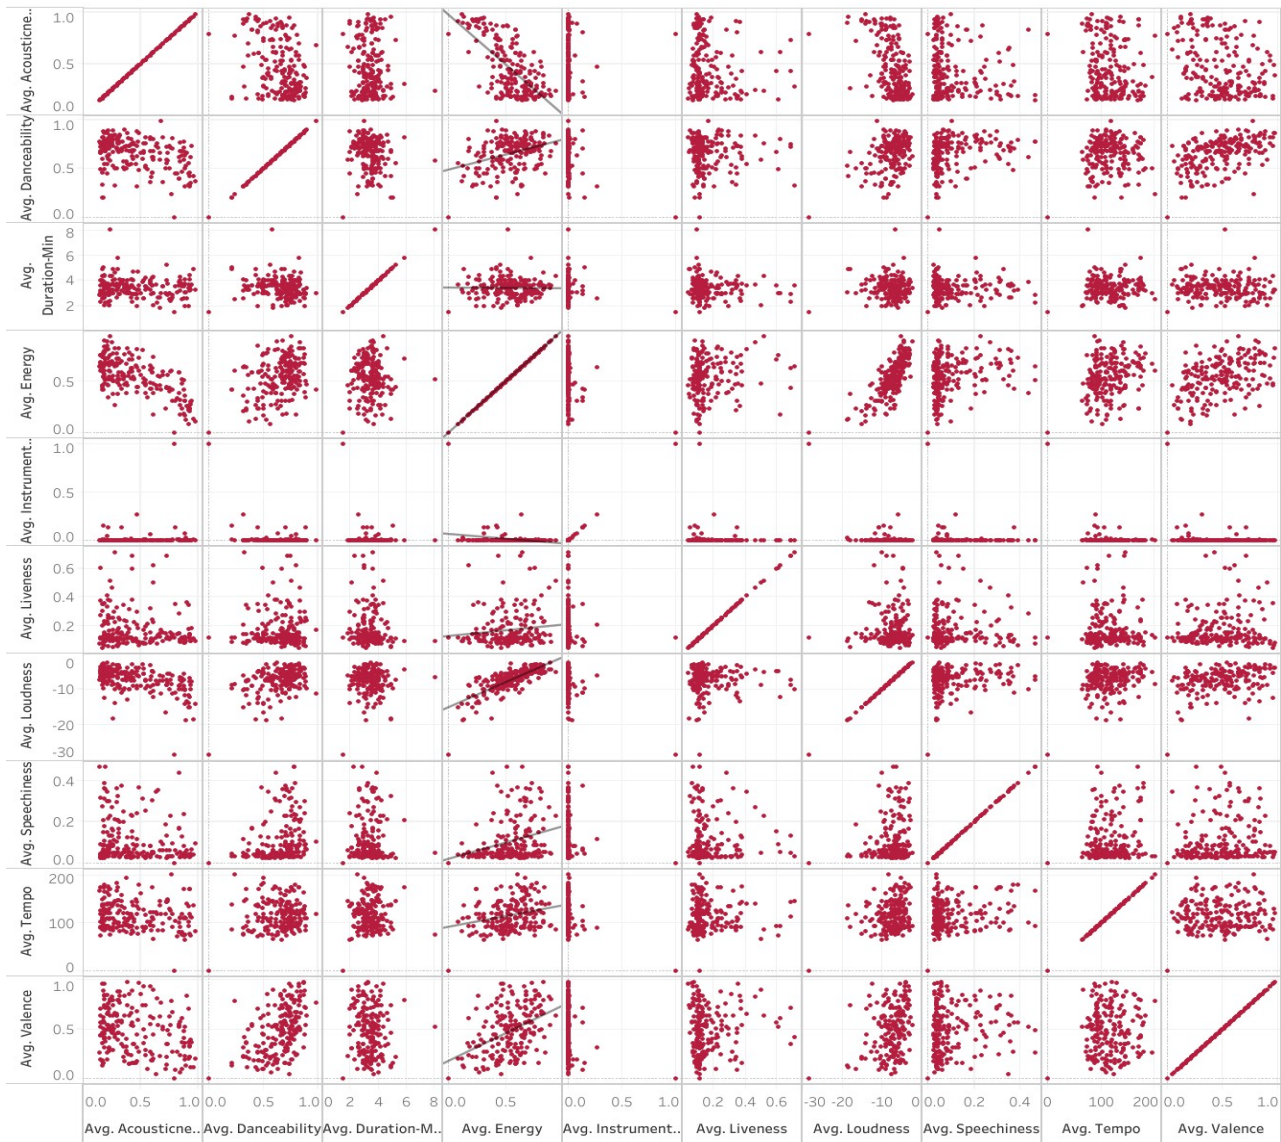 Avg. Acousticne..
1.0
0.5
0.0
Avg. Danceability
1.0
0.5
0.0
Avg.
Duration-Min
8
6
4
2
Avg. Energy
0.5
0.0
Avg. Instrument..
1.0
0.5
0.0
Avg. Liveness
0.6
0.4
0.2
Avg. Loudness
0
-10
-20
-30
Avg. Speechiness
0.4
0.2
0.0
Avg. Tempo
200
100
0
Avg. Valence
1.0
0.5
0.0
0.0 0.5 1.0 0.0 0.5 1.0 0 2 4 6 8 0.0 0.5 0.0 0.5 1.0 0.2 0.4 0.6 -30 -20 -10 0 0.0 0.2 0.4 0 100 200 0.0 0.5 1.0
Avg. Acousticne.. Avg. Danceability Avg. Duration-M.. Avg. Energy Avg. Instrument.. Avg. Liveness Avg. Loudness Avg. Speechiness Avg. Tempo Avg. Valence